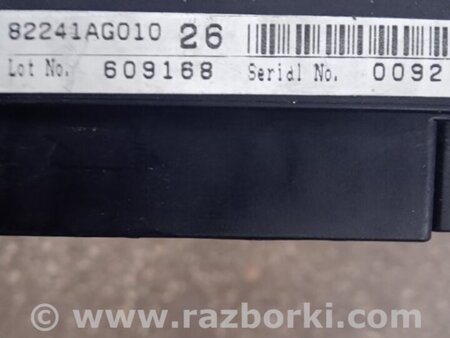 82241AG010 26
Lot No. 609168 Serial No. 0092
© www.razborki.com